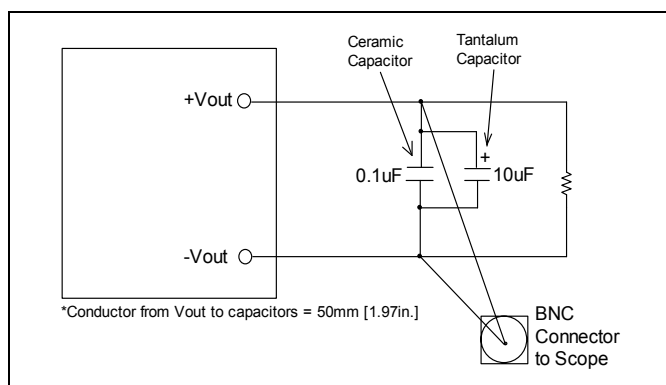 Ceramic
Capacitor
Tantalum
Capacitor
+Vout
+
0.1uF
10uF
-Vout
*Conductor from Vout to capacitors = 50mm [1.97in.]
BNC
Connector
to Scope